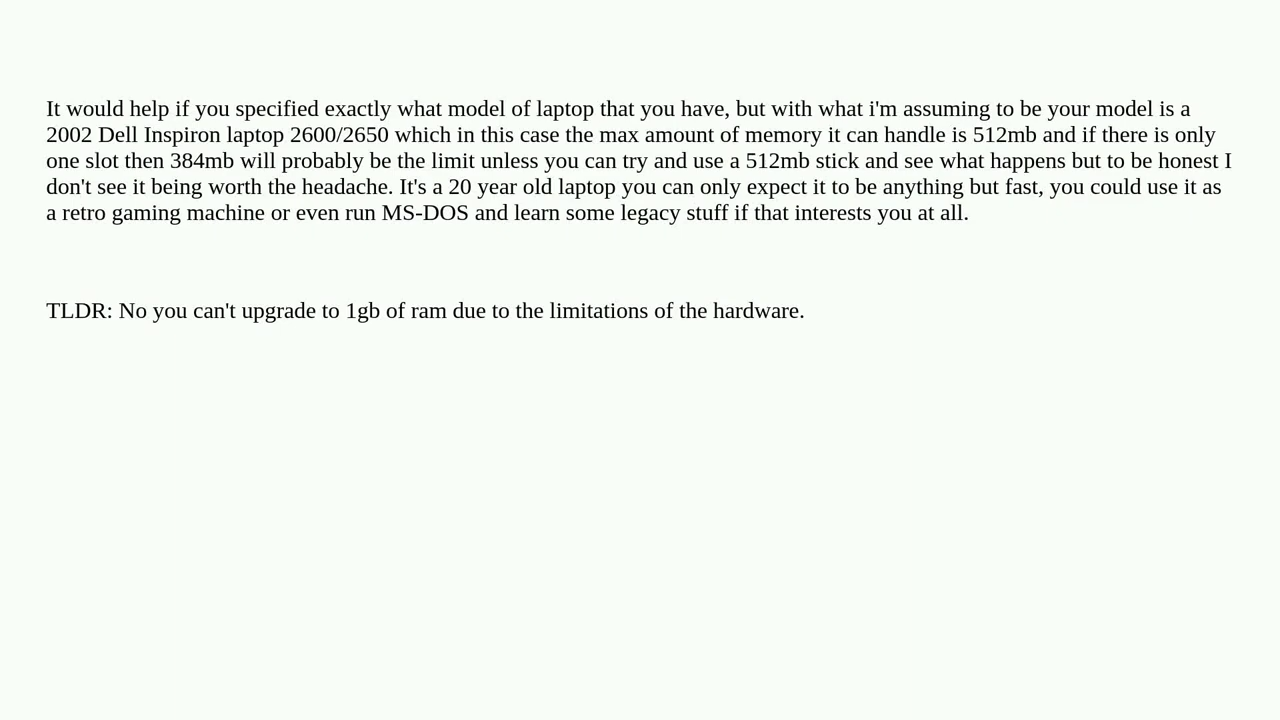 It would help if you specified exactly what model of laptop that you have, but with what i'm assuming to be your model is a
2002 Dell Inspiron laptop 2600/2650 which in this case the max amount of memory it can handle is 512mb and if there is only
one slot then 384mb will probably be the limit unless you can try and use a 512mb stick and see what happens but to be honest I
don't see it being worth the headache. It's a 20 year old laptop you can only expect it to be anything but fast, you could use it as
a retro gaming machine or even run MS-DOS and learn some legacy stuff if that interests you at all.
TLDR: No you can't upgrade to 1gb of ram due to the limitations of the hardware.